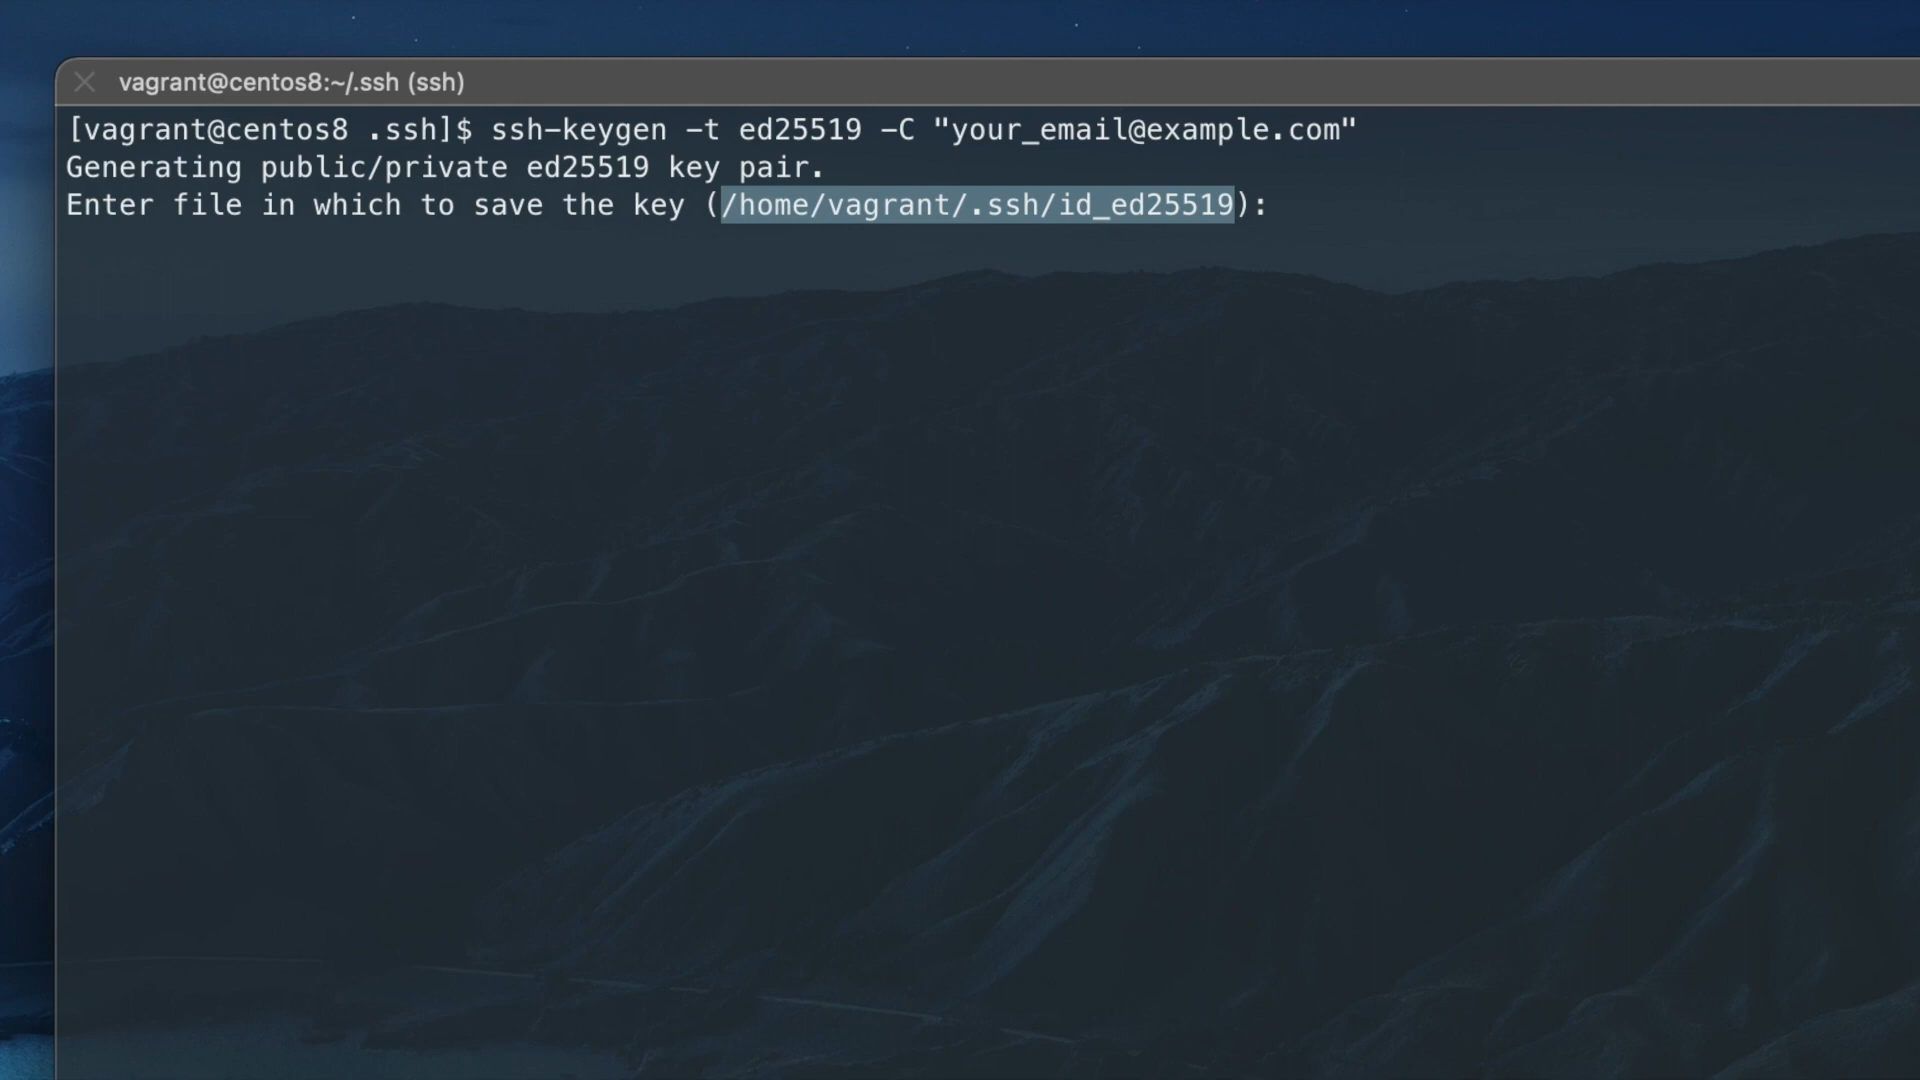 vagrant@centos8:~/.ssh (ssh)
[vagrant@centos8 .ssh]$ ssh-keygen -t ed25519 -C "your_email@example.com"
Generating public/private ed25519 key pair.
Enter file in which to save the key (/home/vagrant/.ssh/id_ed25519):